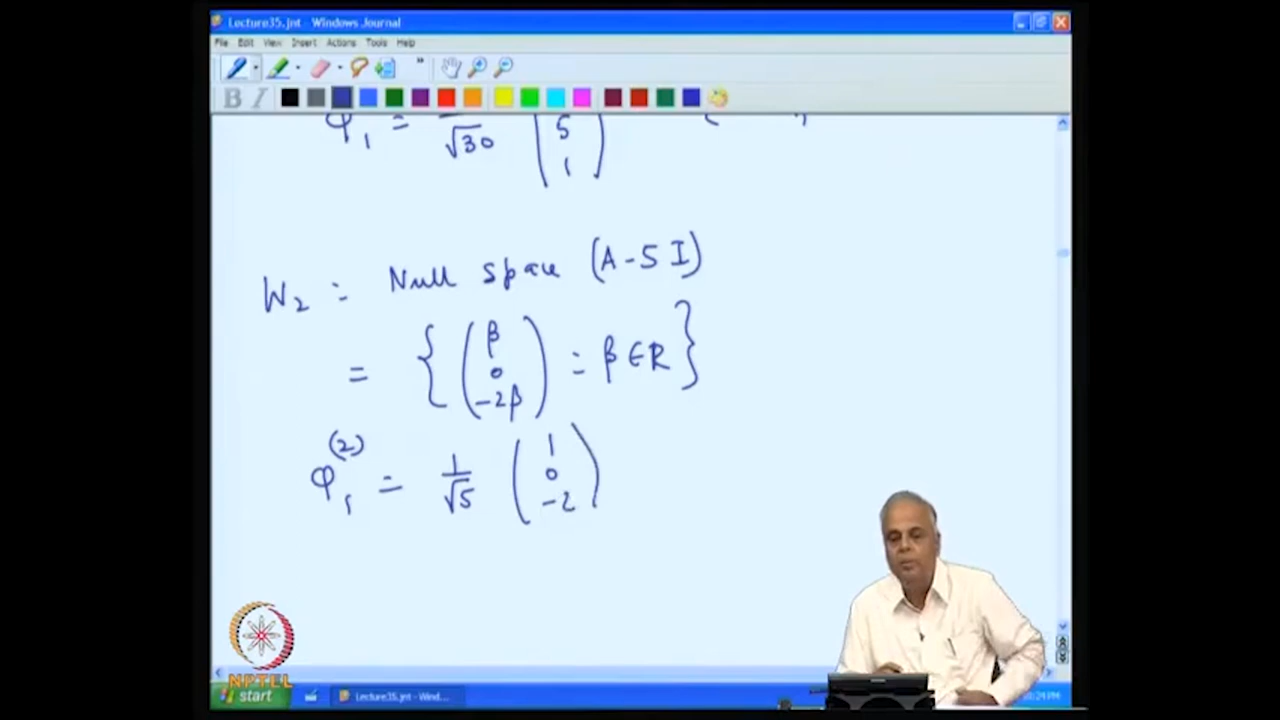 Lecture35.jnt - Windows Journal
File Edit View Insert Actions Tools Help
B I
φ₁ = 1/√30 (5 1)
W₂ = Null space (A - 5 I)
= { (β 0 -2β) : β ∈ R }
φ₁⁽²⁾ = 1/√5 (1 0 -2)
NPTEL
start Lecture35.jnt - Wind...